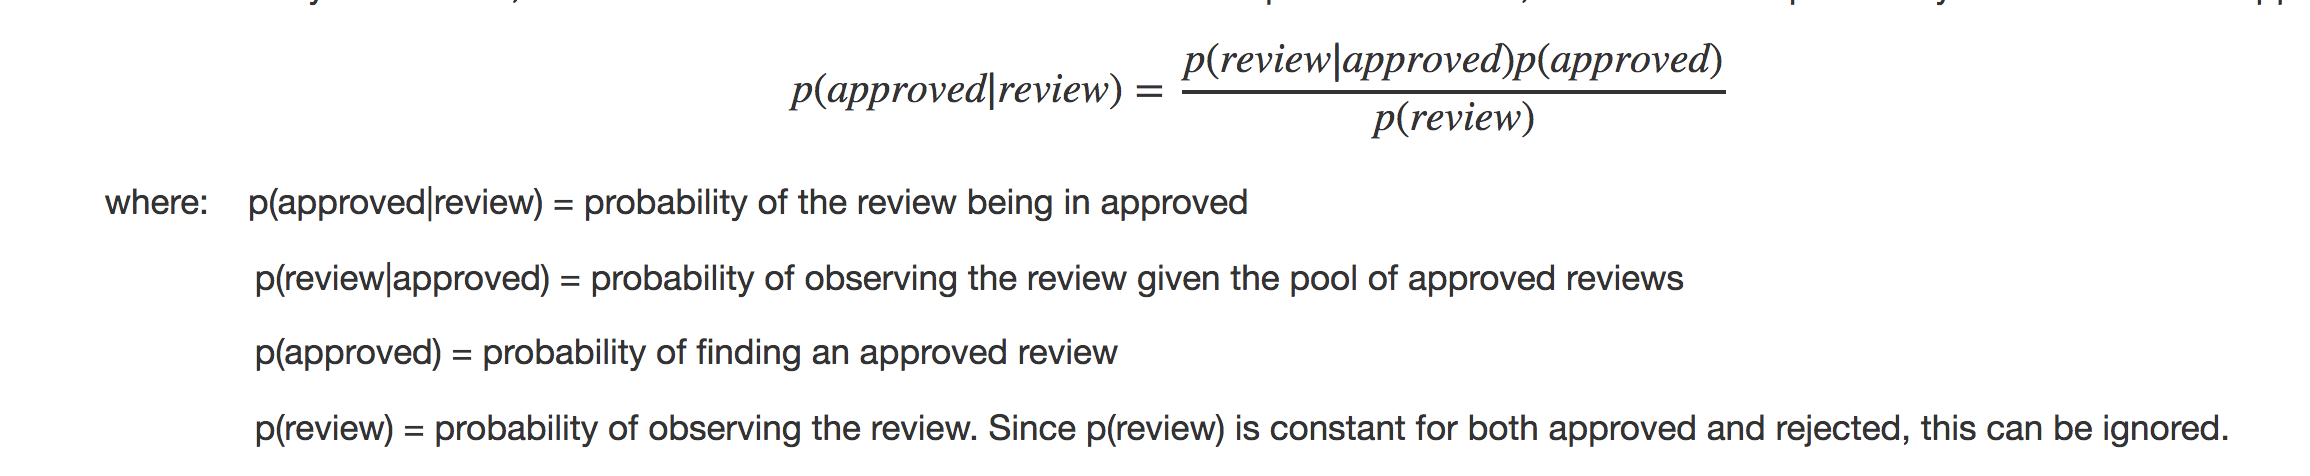 p(approved|review) = p(review|approved)p(approved) / p(review)
where: p(approved|review) = probability of the review being in approved
p(review|approved) = probability of observing the review given the pool of approved reviews
p(approved) = probability of finding an approved review
p(review) = probability of observing the review. Since p(review) is constant for both approved and rejected, this can be ignored.